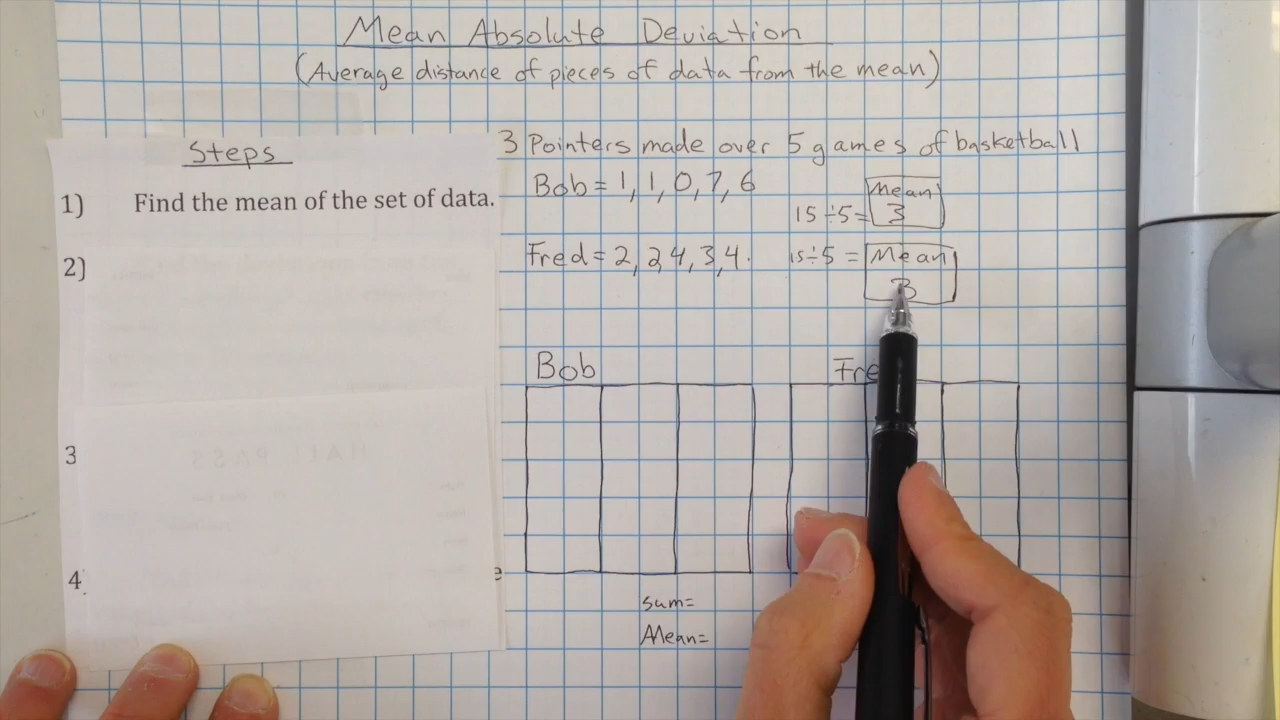 Mean Absolute Deviation
(Average distance of pieces of data from the mean)
Steps
1) Find the mean of the set of data.
2)
3
4
e
3 Pointers made over 5 games of basketball
Bob = 1, 1, 0, 7, 6
15 ÷ 5 =
Mean
3
Fred = 2, 2, 4, 3, 4.
15 ÷ 5 =
Mean
3
Bob
Fre
sum=
Mean=